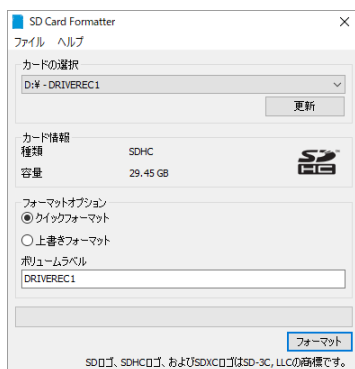 SD Card Formatter
ファイル ヘルプ
カードの選択
D:¥ - DRIVEREC1
更新
カード情報
種類 SDHC
容量 29.45 GB
SD HC
フォーマットオプション
クイックフォーマット
上書きフォーマット
ボリュームラベル
DRIVEREC1
フォーマット
SDロゴ、SDHCロゴ、およびSDXCロゴはSD-3C, LLCの商標です。